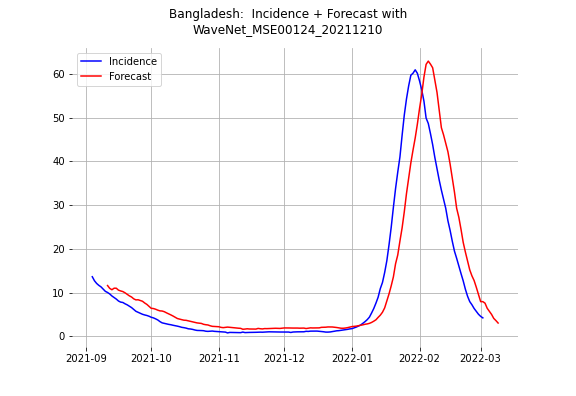 Bangladesh:  Incidence + Forecast with
WaveNet_MSE00124_20211210
Incidence
Forecast
60
50
40
30
20
10
0
2021-09 2021-10 2021-11 2021-12 2022-01 2022-02 2022-03